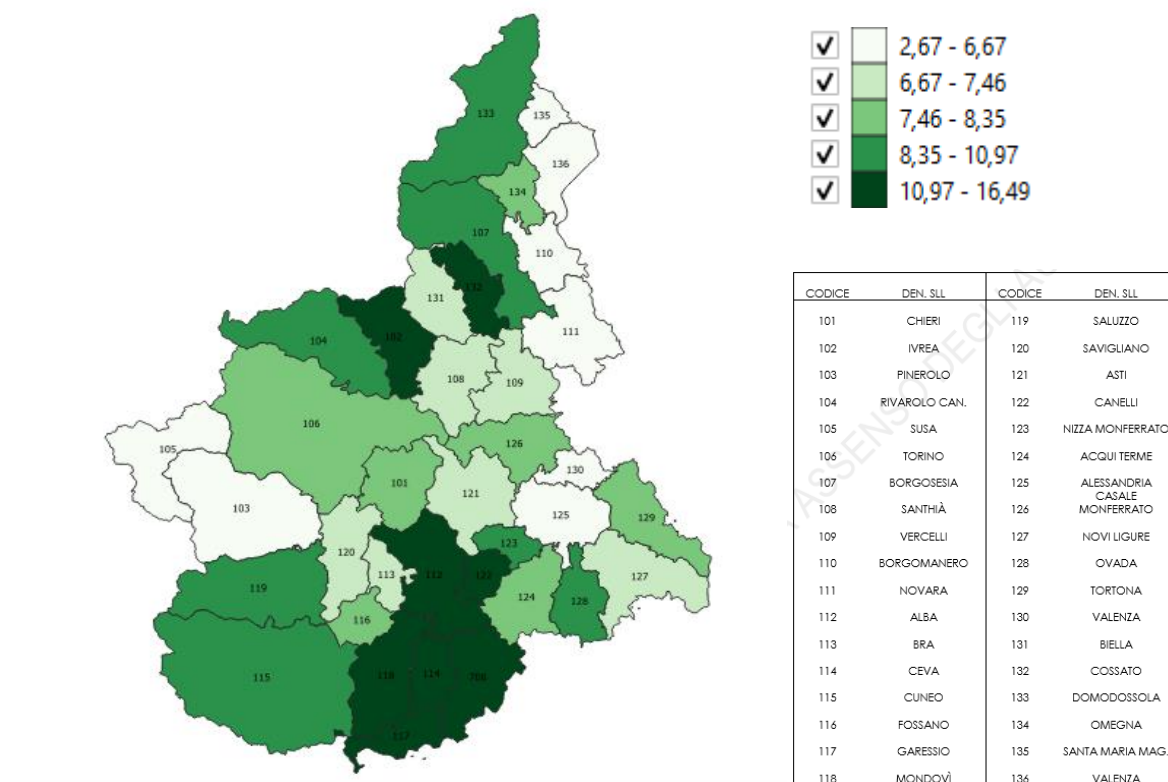 2,67 - 6,67
6,67 - 7,46
7,46 - 8,35
8,35 - 10,97
10,97 - 16,49
133
135
136
134
107
110
132
131
111
104
102
108
109
106
126
105
130
101
121
103
125
129
123
120
112
122
113
127
119
124
128
116
115
118
114
706
117
CODICE DEN. SLL CODICE DEN. SLL
101 CHIERI 119 SALUZZO
102 IVREA 120 SAVIGLIANO
103 PINEROLO 121 ASTI
104 RIVAROLO CAN. 122 CANELLI
105 SUSA 123 NIZZA MONFERRATO
106 TORINO 124 ACQUI TERME
107 BORGOSESIA 125 ALESSANDRIA
108 SANTHIÀ 126 CASALE MONFERRATO
109 VERCELLI 127 NOVI LIGURE
110 BORGOMANERO 128 OVADA
111 NOVARA 129 TORTONA
112 ALBA 130 VALENZA
113 BRA 131 BIELLA
114 CEVA 132 COSSATO
115 CUNEO 133 DOMODOSSOLA
116 FOSSANO 134 OMEGNA
117 GARESSIO 135 SANTA MARIA MAG.
118 MONDOVÌ 136 VALENZA
ASSENSO DEGLI